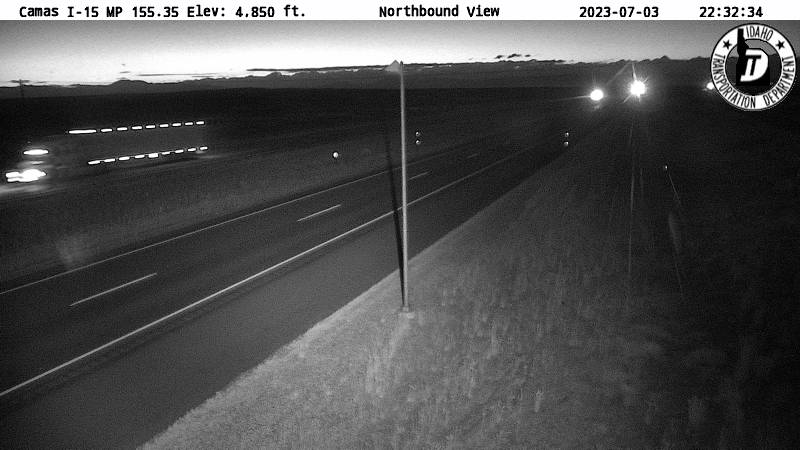 Camas I-15 MP 155.35 Elev: 4,850 ft. Northbound View 2023-07-03 22:32:34
IDAHO
TRANSPORTATION DEPARTMENT